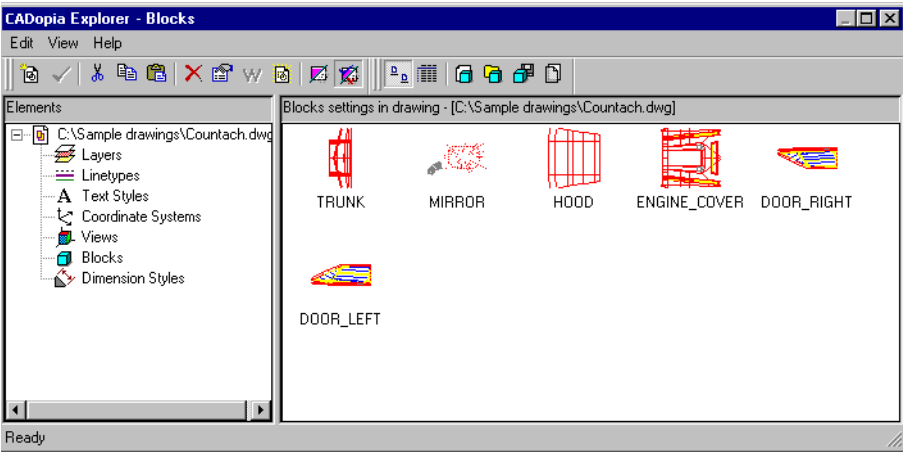 CADopia Explorer - Blocks
Edit View Help
Elements
Blocks settings in drawing - [C:\Sample drawings\Countach.dwg]
C:\Sample drawings\Countach.dwg
Layers
Linetypes
A Text Styles
Coordinate Systems
Views
Blocks
Dimension Styles
TRUNK MIRROR HOOD ENGINE_COVER DOOR_RIGHT
DOOR_LEFT
Ready